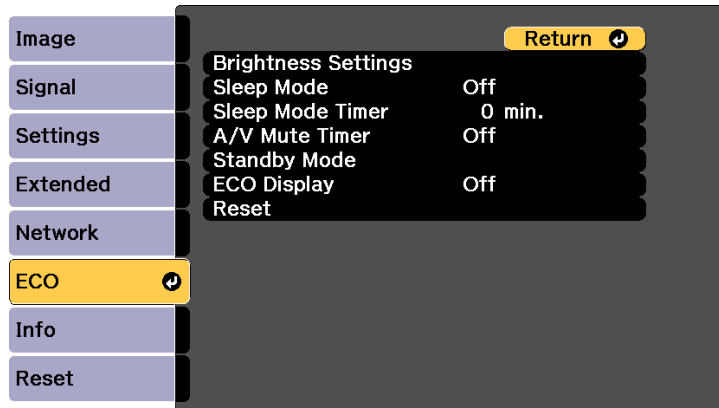 Image
Signal
Settings
Extended
Network
ECO
Info
Reset
Return
Brightness Settings
Sleep Mode Off
Sleep Mode Timer 0 min.
A/V Mute Timer Off
Standby Mode
ECO Display Off
Reset